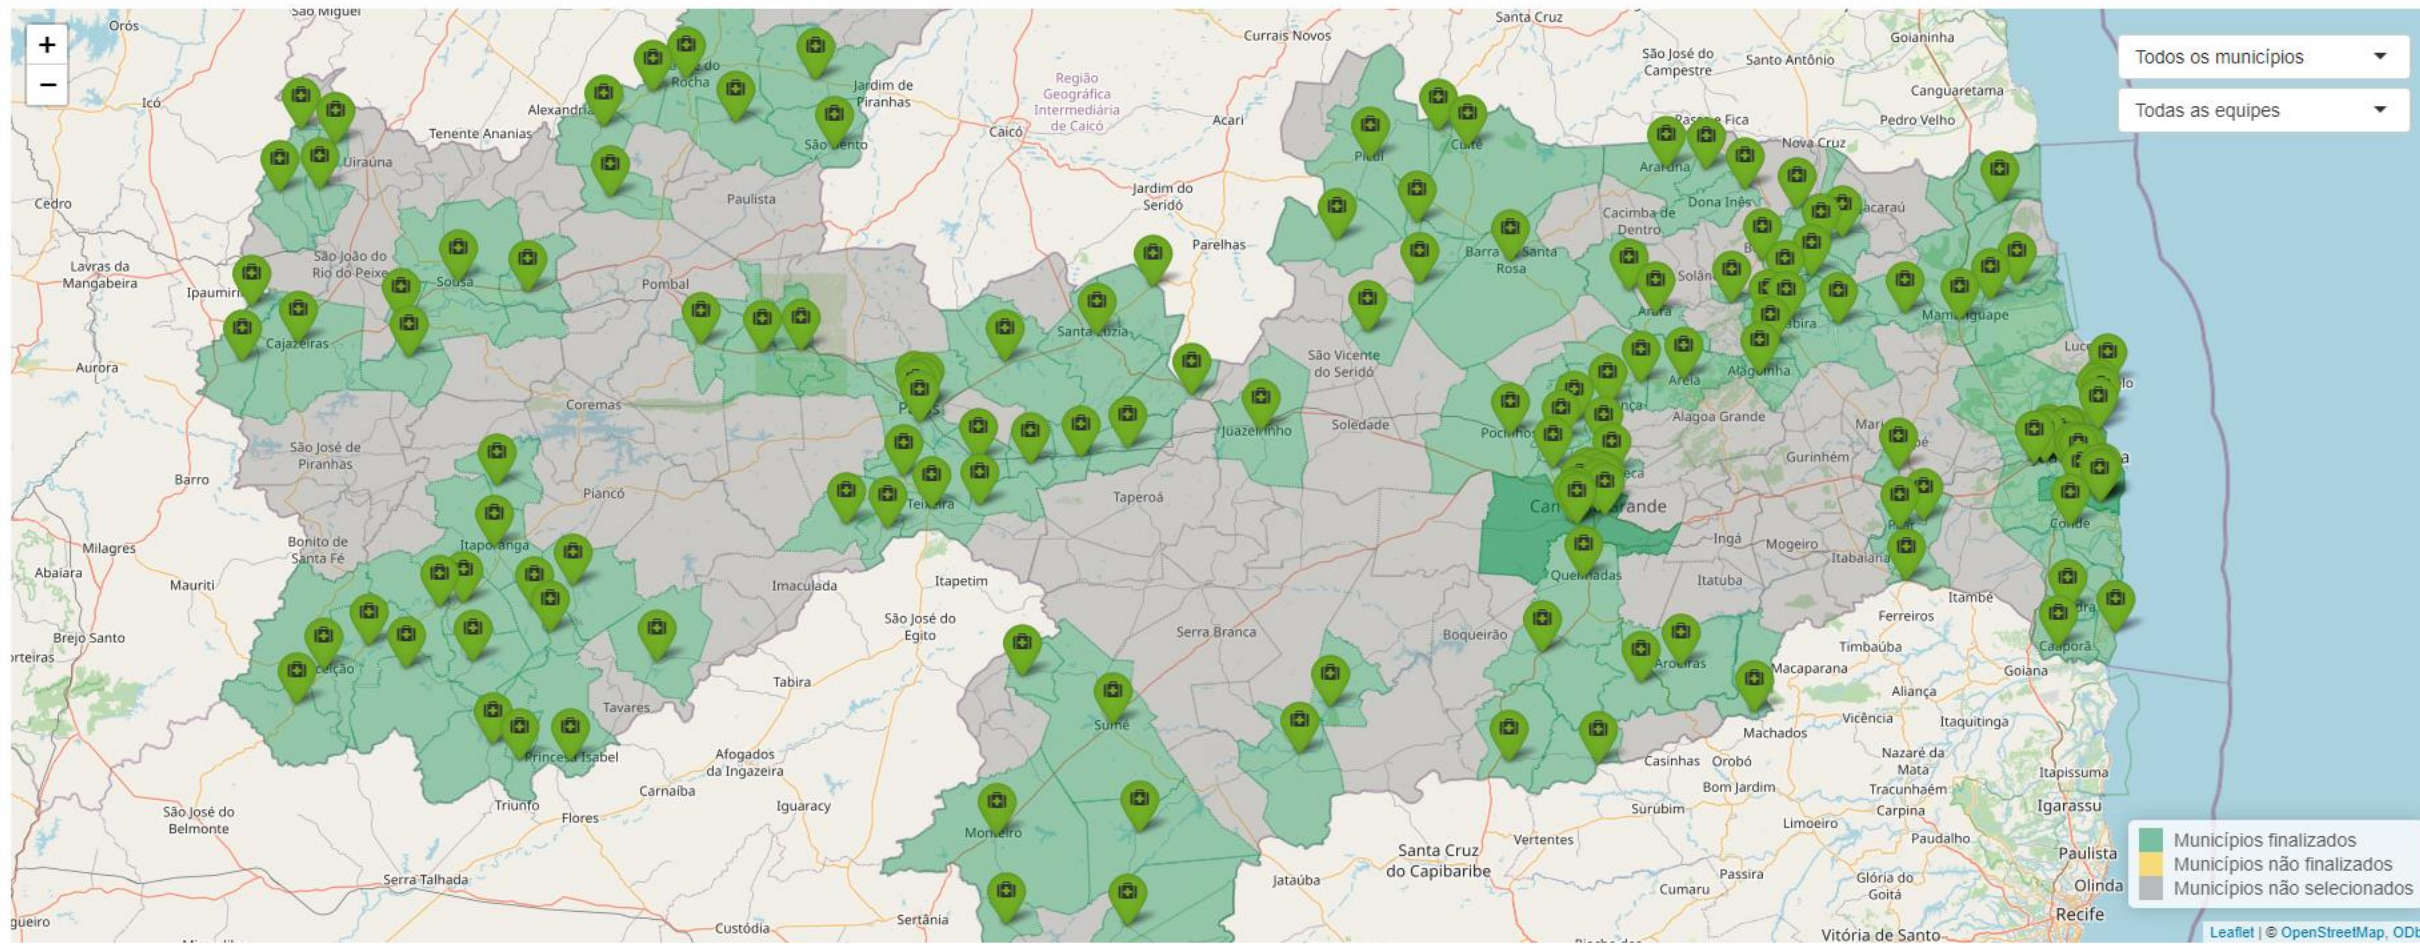 São Miguel
Orós
Icó
Alexandria
Tenente Ananias
Rocha
Jardim de
Piranhas
São Bento
Região
Geográfica
Intermediária
de Caicó
Caicó
Currais Novos
Acari
Santa Cruz
São José do
Campestre
Santo Antônio
Goianinha
Canguaretama
Pedro Velho
Nova Cruz
Todos os municípios
Todas as equipes
+
−
Uiraúna
Cedro
Paulista
Jardim do
Seridó
Parelhas
Picuí
Cuité
Araruna
Dona Inês
Cacimba de
Dentro
Lavras da
Mangabeira
São João do
Rio do Peixe
Sousa
Pombal
Barra Santa
Rosa
Arara
Cajazeiras
Santa Luzia
Mamanguape
São Vicente
do Seridó
Aurora
Coremas
Areia
Alagoinha
Alagoa Grande
Juazeirinho
Soledade
Pocinhos
São José de
Piranhas
Barro
Piancó
Taperoá
Teixeira
Gurinhém
Pilar
Conde
Milagres
Bonito de
Santa Fé
Itaporanga
Ingá
Mogeiro
Itabaiana
Abaiara
Mauriti
Imaculada
Itapetim
Queimadas
Itatuba
Itambé
Brejo Santo
São José do
Egito
Serra Branca
Boqueirão
Aroeiras
Ferreiros
Timbaúba
Caaporã
Goiana
Macaparana
Aliança
Tabira
Tavares
Sumé
Vicência
Itaquitinga
Machados
Princesa Isabel
Afogados
da Ingazeira
Casinhas
Orobó
Nazaré da
Mata
Itapissuma
Carnaíba
Bom Jardim
Tracunhaém
Igarassu
São José do
Belmonte
Triunfo
Flores
Iguaracy
Monteiro
Surubim
Carpina
Limoeiro
Paudalho
Vertentes
Santa Cruz
do Capibaribe
Jataúba
Serra Talhada
Passira
Cumaru
Glória do
Goitá
Paulista
Olinda
Recife
Sertânia
Custódia
Vitória de Santo
Municípios finalizados
Municípios não finalizados
Municípios não selecionados
Leaflet | © OpenStreetMap, ODb